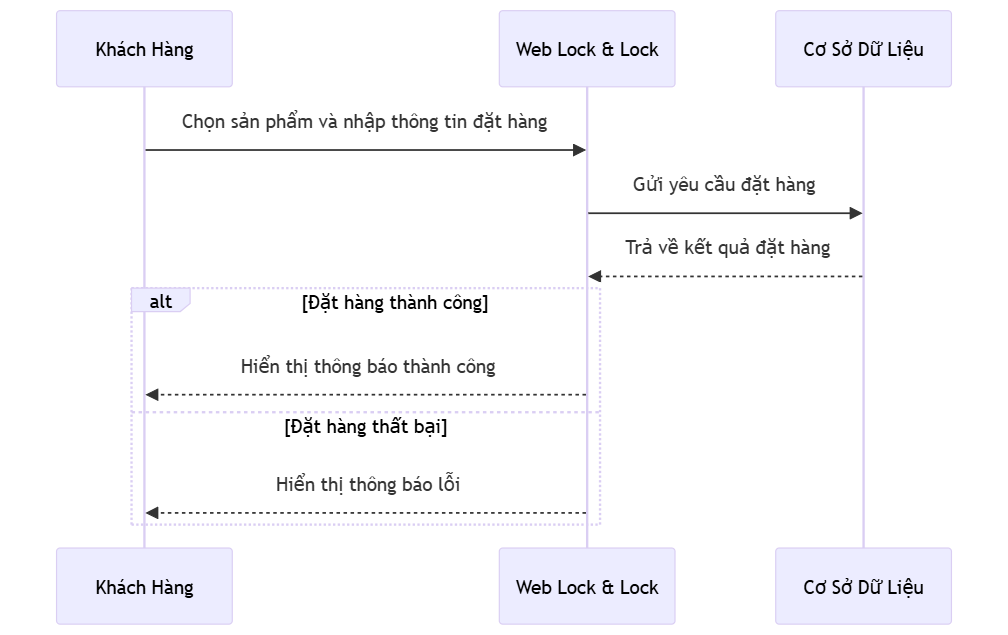 Khách Hàng
Web Lock & Lock
Cơ Sở Dữ Liệu
Chọn sản phẩm và nhập thông tin đặt hàng
Gửi yêu cầu đặt hàng
Trả về kết quả đặt hàng
alt
[Đặt hàng thành công]
Hiển thị thông báo thành công
[Đặt hàng thất bại]
Hiển thị thông báo lỗi
Khách Hàng
Web Lock & Lock
Cơ Sở Dữ Liệu